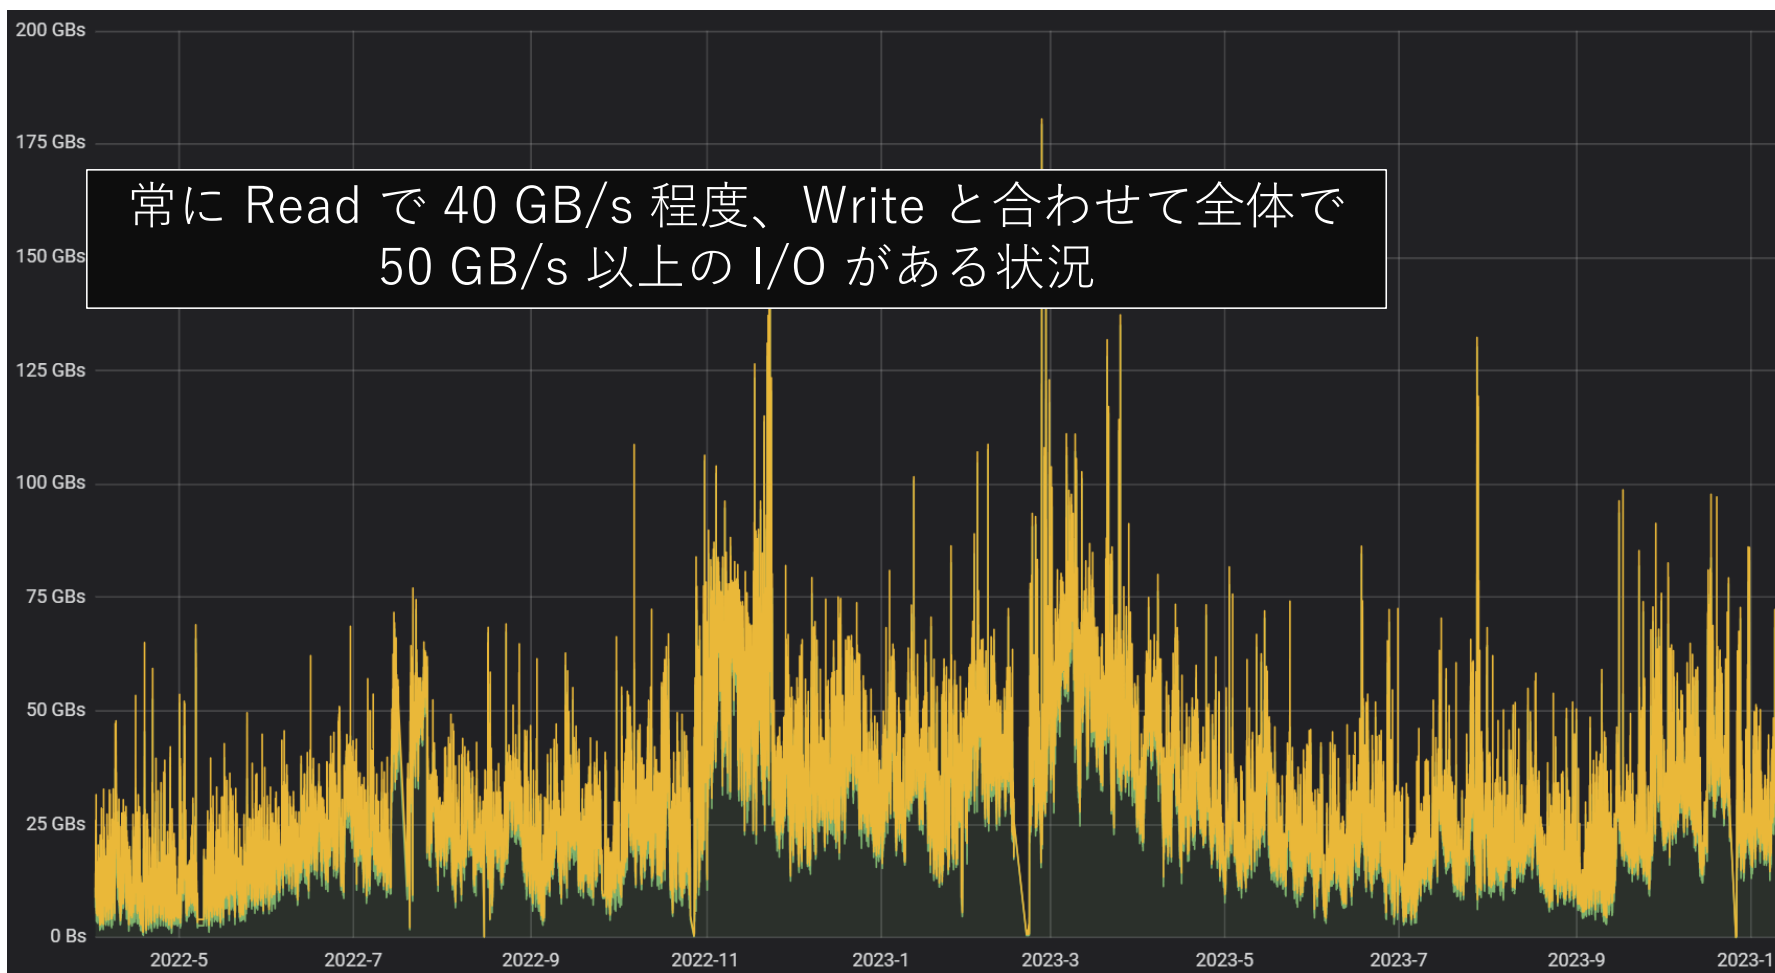 200 GBs
175 GBs
常に Read で 40 GB/s 程度、Write と合わせて全体で
50 GB/s 以上の I/O がある状況
150 GBs
125 GBs
100 GBs
75 GBs
50 GBs
25 GBs
0 Bs
2022-5 2022-7 2022-9 2022-11 2023-1 2023-3 2023-5 2023-7 2023-9 2023-1